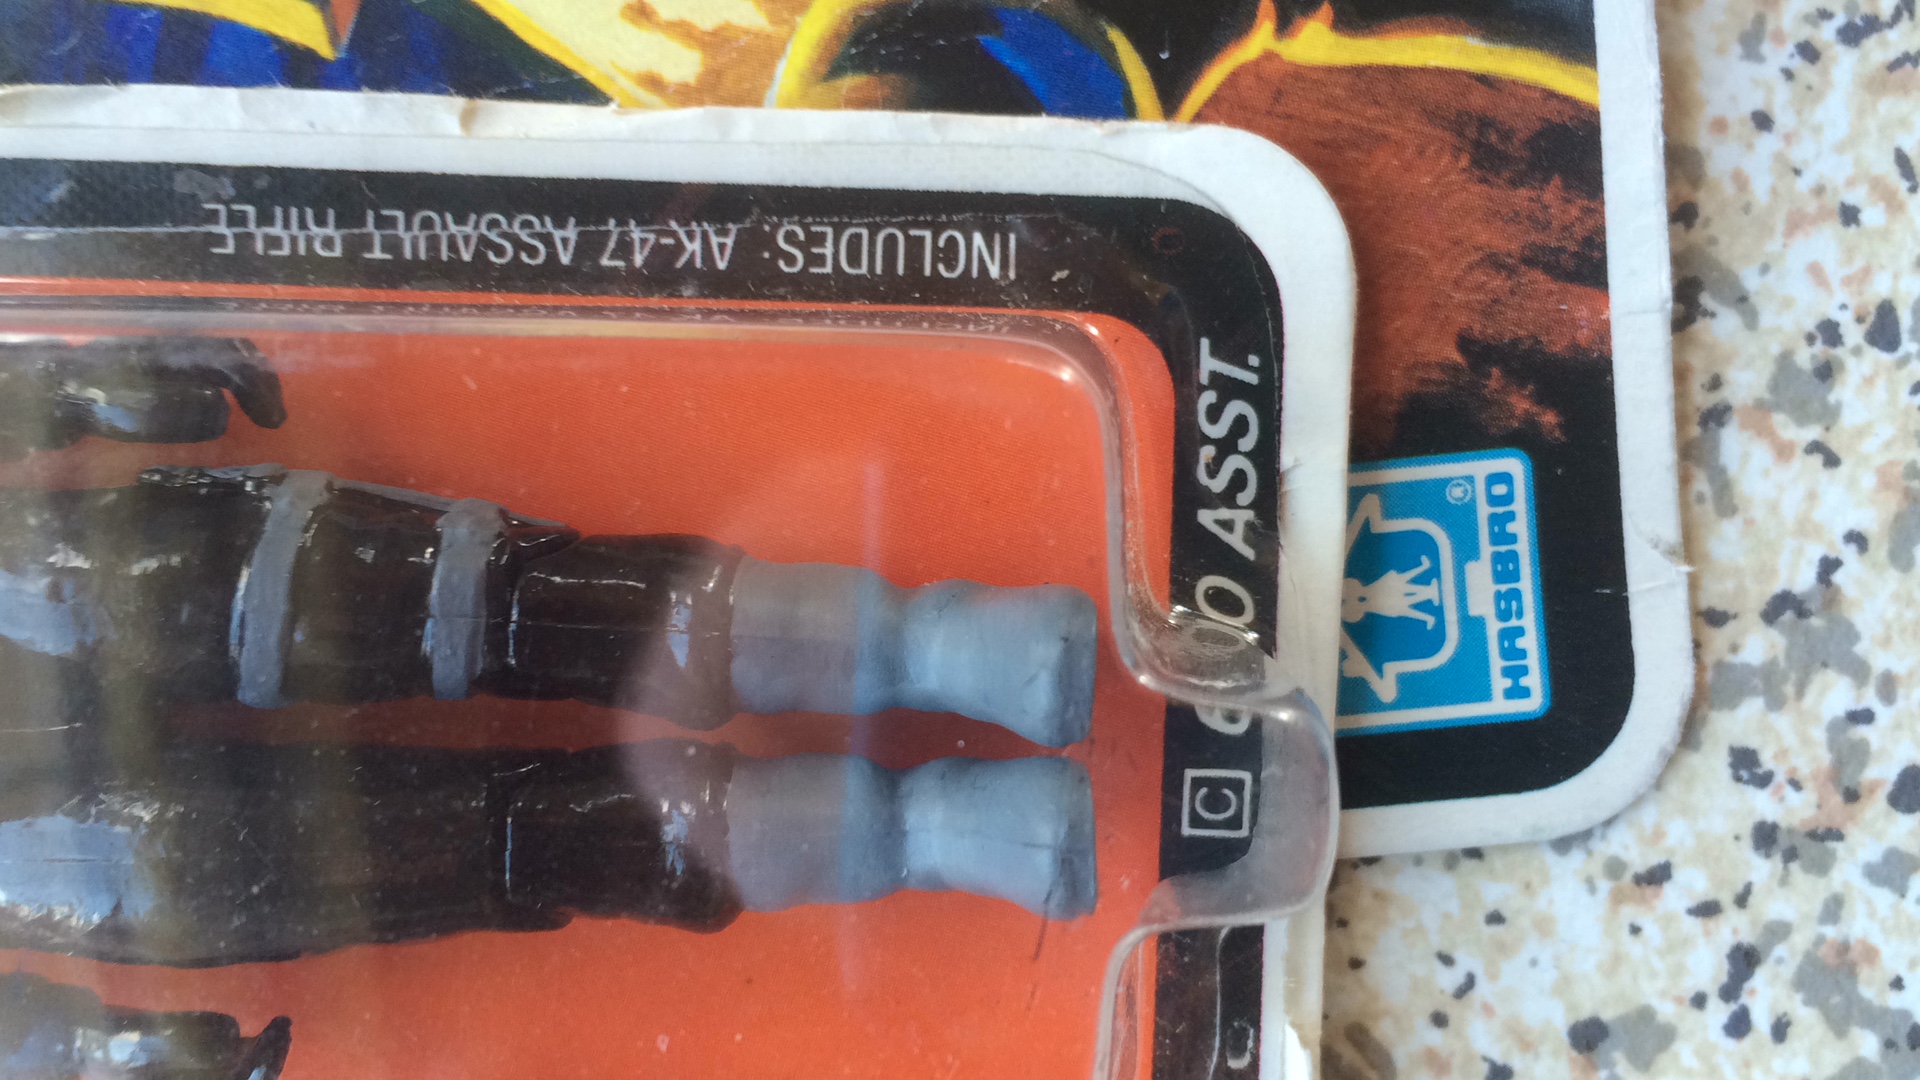 INCLUDES: AK-47 ASSAULT RIFLE
ASST.
C
HASBRO
®